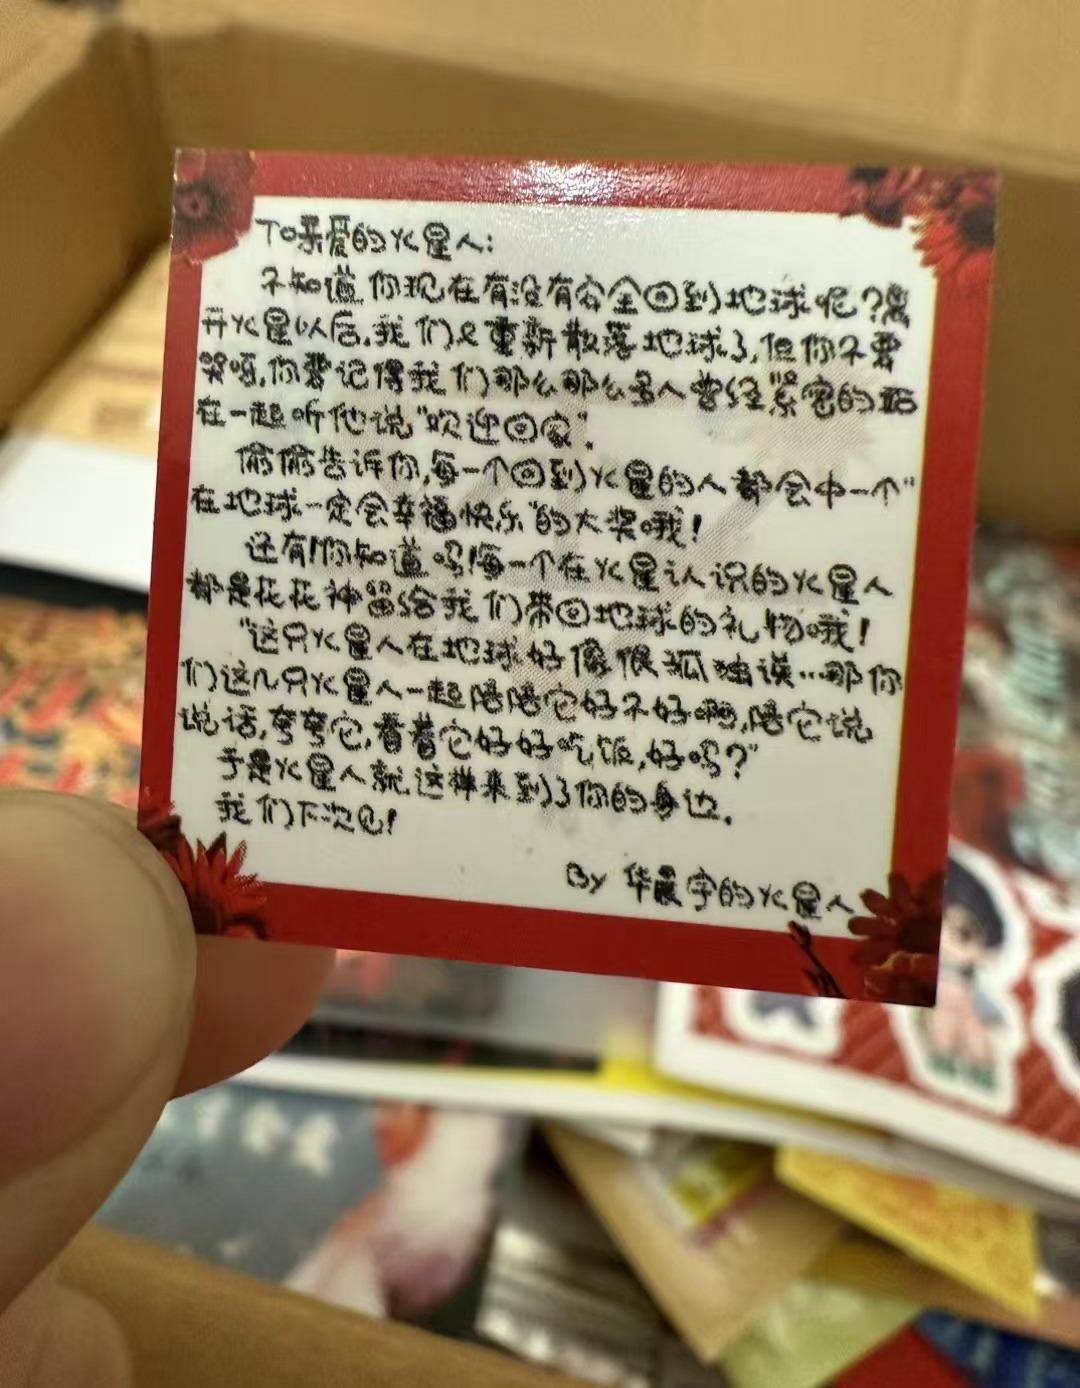 To亲爱的火星人:
不知道你现在有没有安全回到地球呢?离
开火星以后,我们又重新散落地球了,但你不要
哭呀,你要记得我们那么那么多人曾经紧密的站
在一起听他说"欢迎回家".
偷偷告诉你,每一个回到火星的人都会中一个"
在地球一定会幸福快乐"的大奖哦!
还有!你知道吗!每一个在火星认识的火星人
都是花花神留给我们带回地球的礼物哦!
"这只火星人在地球好像很孤独诶…那你
们这几只火星人一起陪陪它好不好啊,陪它说
说话,夸夸它,看着它好好吃饭,好吗?"
于是火星人就这样来到了你的身边.
我们下次见!
By 华晨宇的火星人